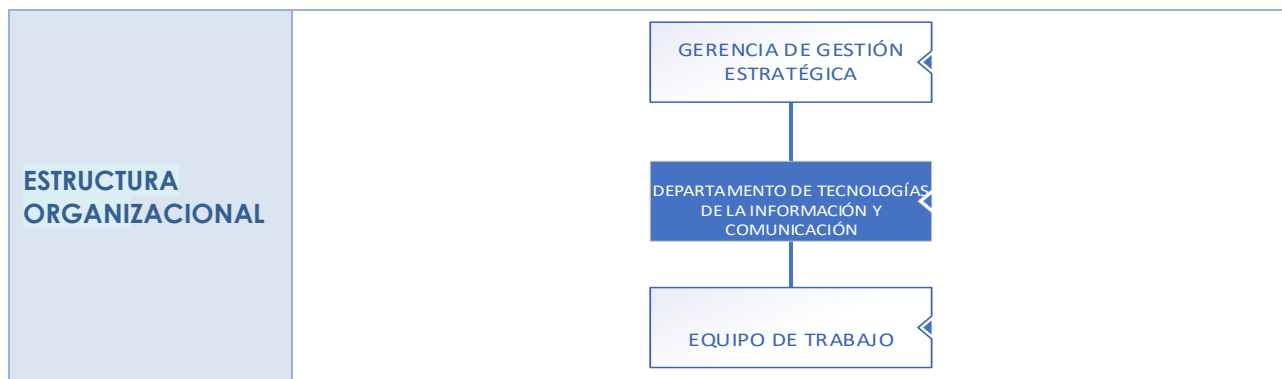 GERENCIA DE GESTIÓN
ESTRATÉGICA
ESTRUCTURA
ORGANIZACIONAL
DEPARTAMENTO DE TECNOLOGÍAS
DE LA INFORMACIÓN Y
COMUNICACIÓN
EQUIPO DE TRABAJO